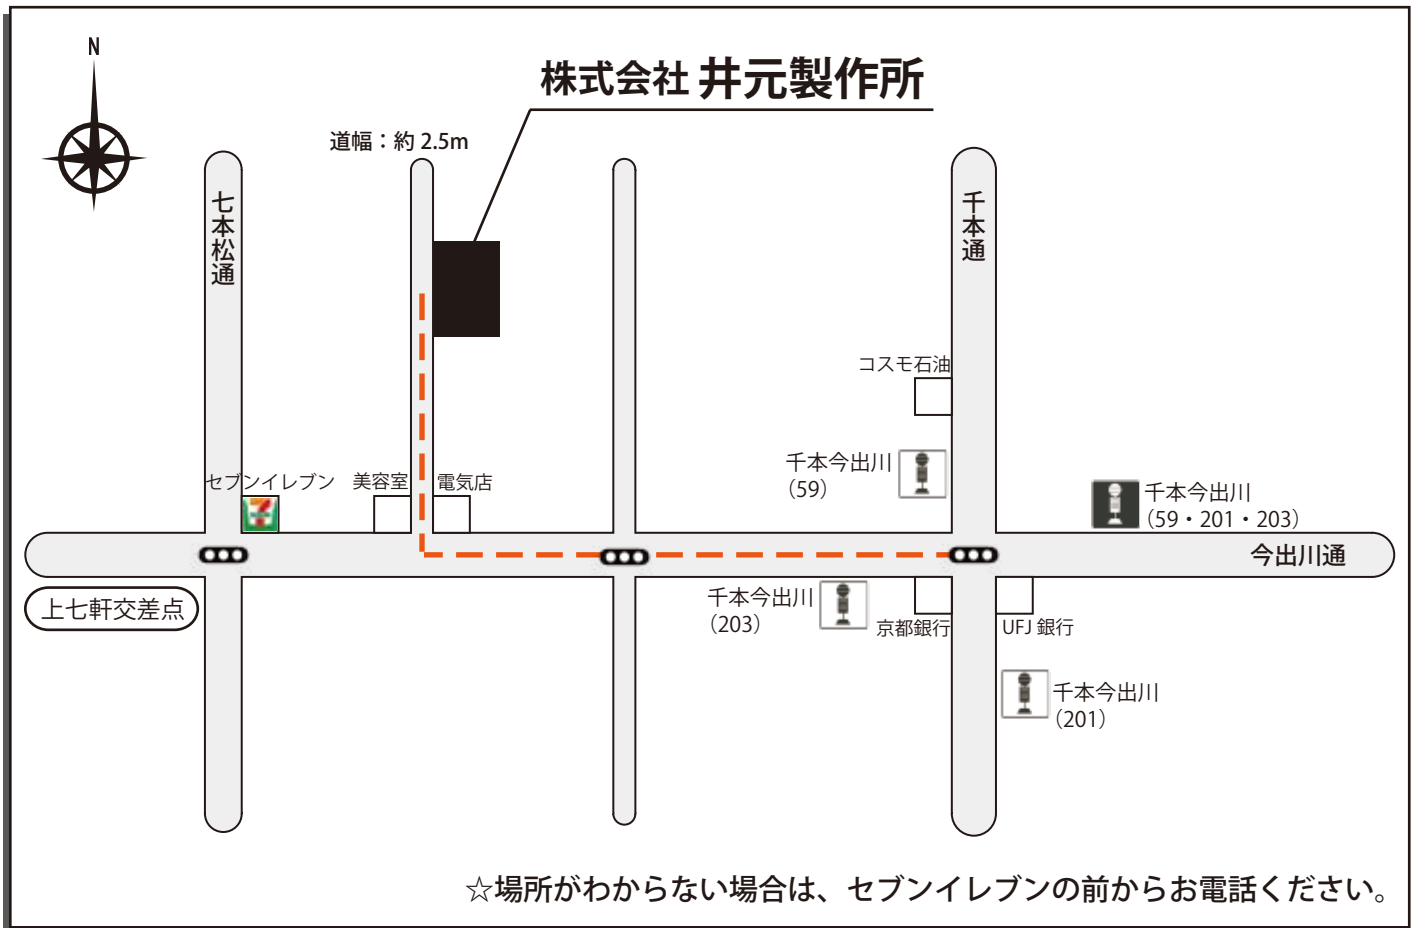 N
株式会社 井元製作所
道幅：約 2.5m
七本松通
千本通
コスモ石油
千本今出川
（59）
セブンイレブン
美容室
電気店
千本今出川
（59・201・203）
今出川通
上七軒交差点
千本今出川
（203）
京都銀行
UFJ 銀行
千本今出川
（201）
☆場所がわからない場合は、セブンイレブンの前からお電話ください。